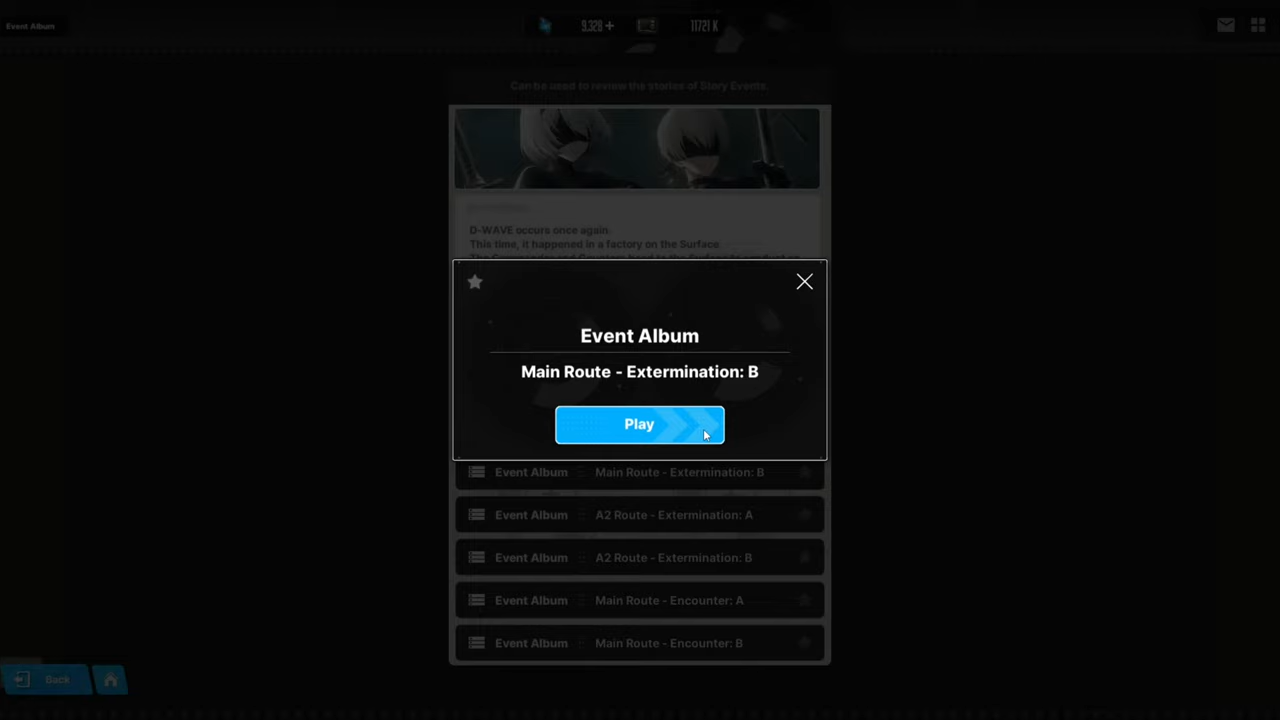 Event Album
9,328 +
11721 K
Can be used to review the stories of Story Events.
D-WAVE occurs once again.
This time, it happened in a factory on the Surface.
Event Album
Main Route - Extermination: B
Play
Event Album Main Route - Extermination: B
Event Album A2 Route - Extermination: A
Event Album A2 Route - Extermination: B
Event Album Main Route - Encounter: A
Event Album Main Route - Encounter: B
Back